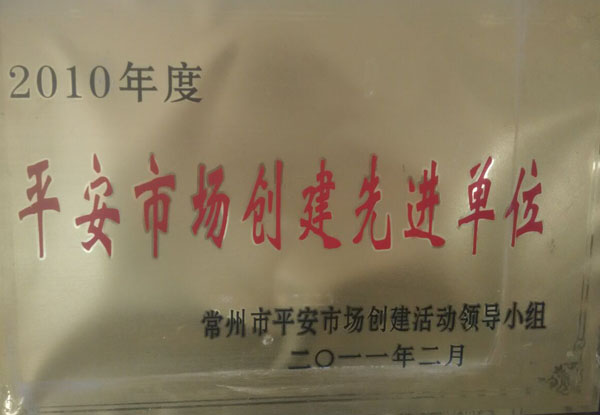 2010年度
平安市场创建先进单位
常州市平安市场创建活动领导小组
二〇一一年二月